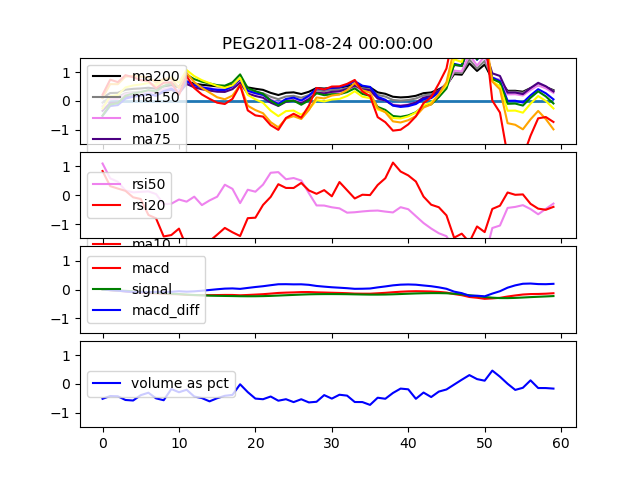 PEG2011-08-24 00:00:00
1
0
−1
ma200
ma150
ma100
ma75
1
0
−1
rsi50
rsi20
ma10
1
0
−1
macd
signal
macd_diff
1
0
−1
volume as pct
0 10 20 30 40 50 60